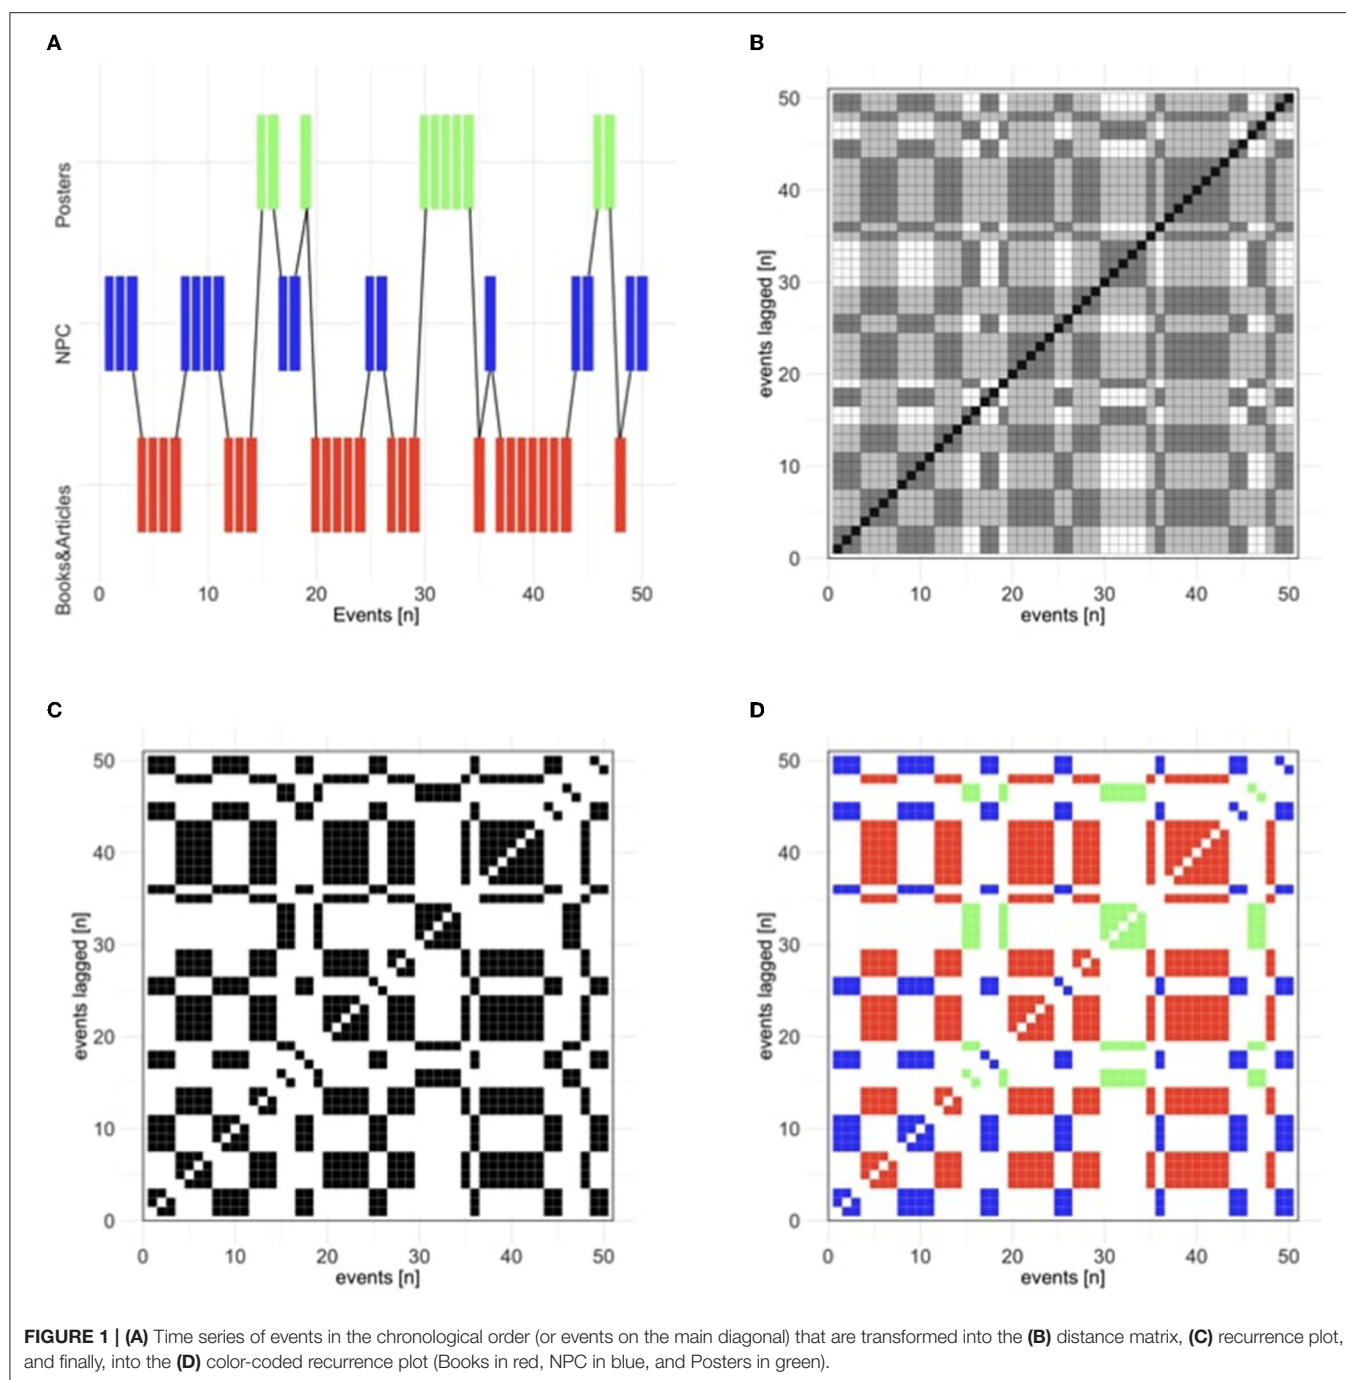 A
B
Posters
NPC
Books&Articles
0 10 20 30 40 50
Events [n]
50
40
30
20
10
0
events lagged [n]
0 10 20 30 40 50
events [n]
C
D
50
40
30
20
10
0
events lagged [n]
0 10 20 30 40 50
events [n]
50
40
30
20
10
0
events lagged [n]
0 10 20 30 40 50
events [n]
FIGURE 1 | (A) Time series of events in the chronological order (or events on the main diagonal) that are transformed into the (B) distance matrix, (C) recurrence plot,
and finally, into the (D) color-coded recurrence plot (Books in red, NPC in blue, and Posters in green).